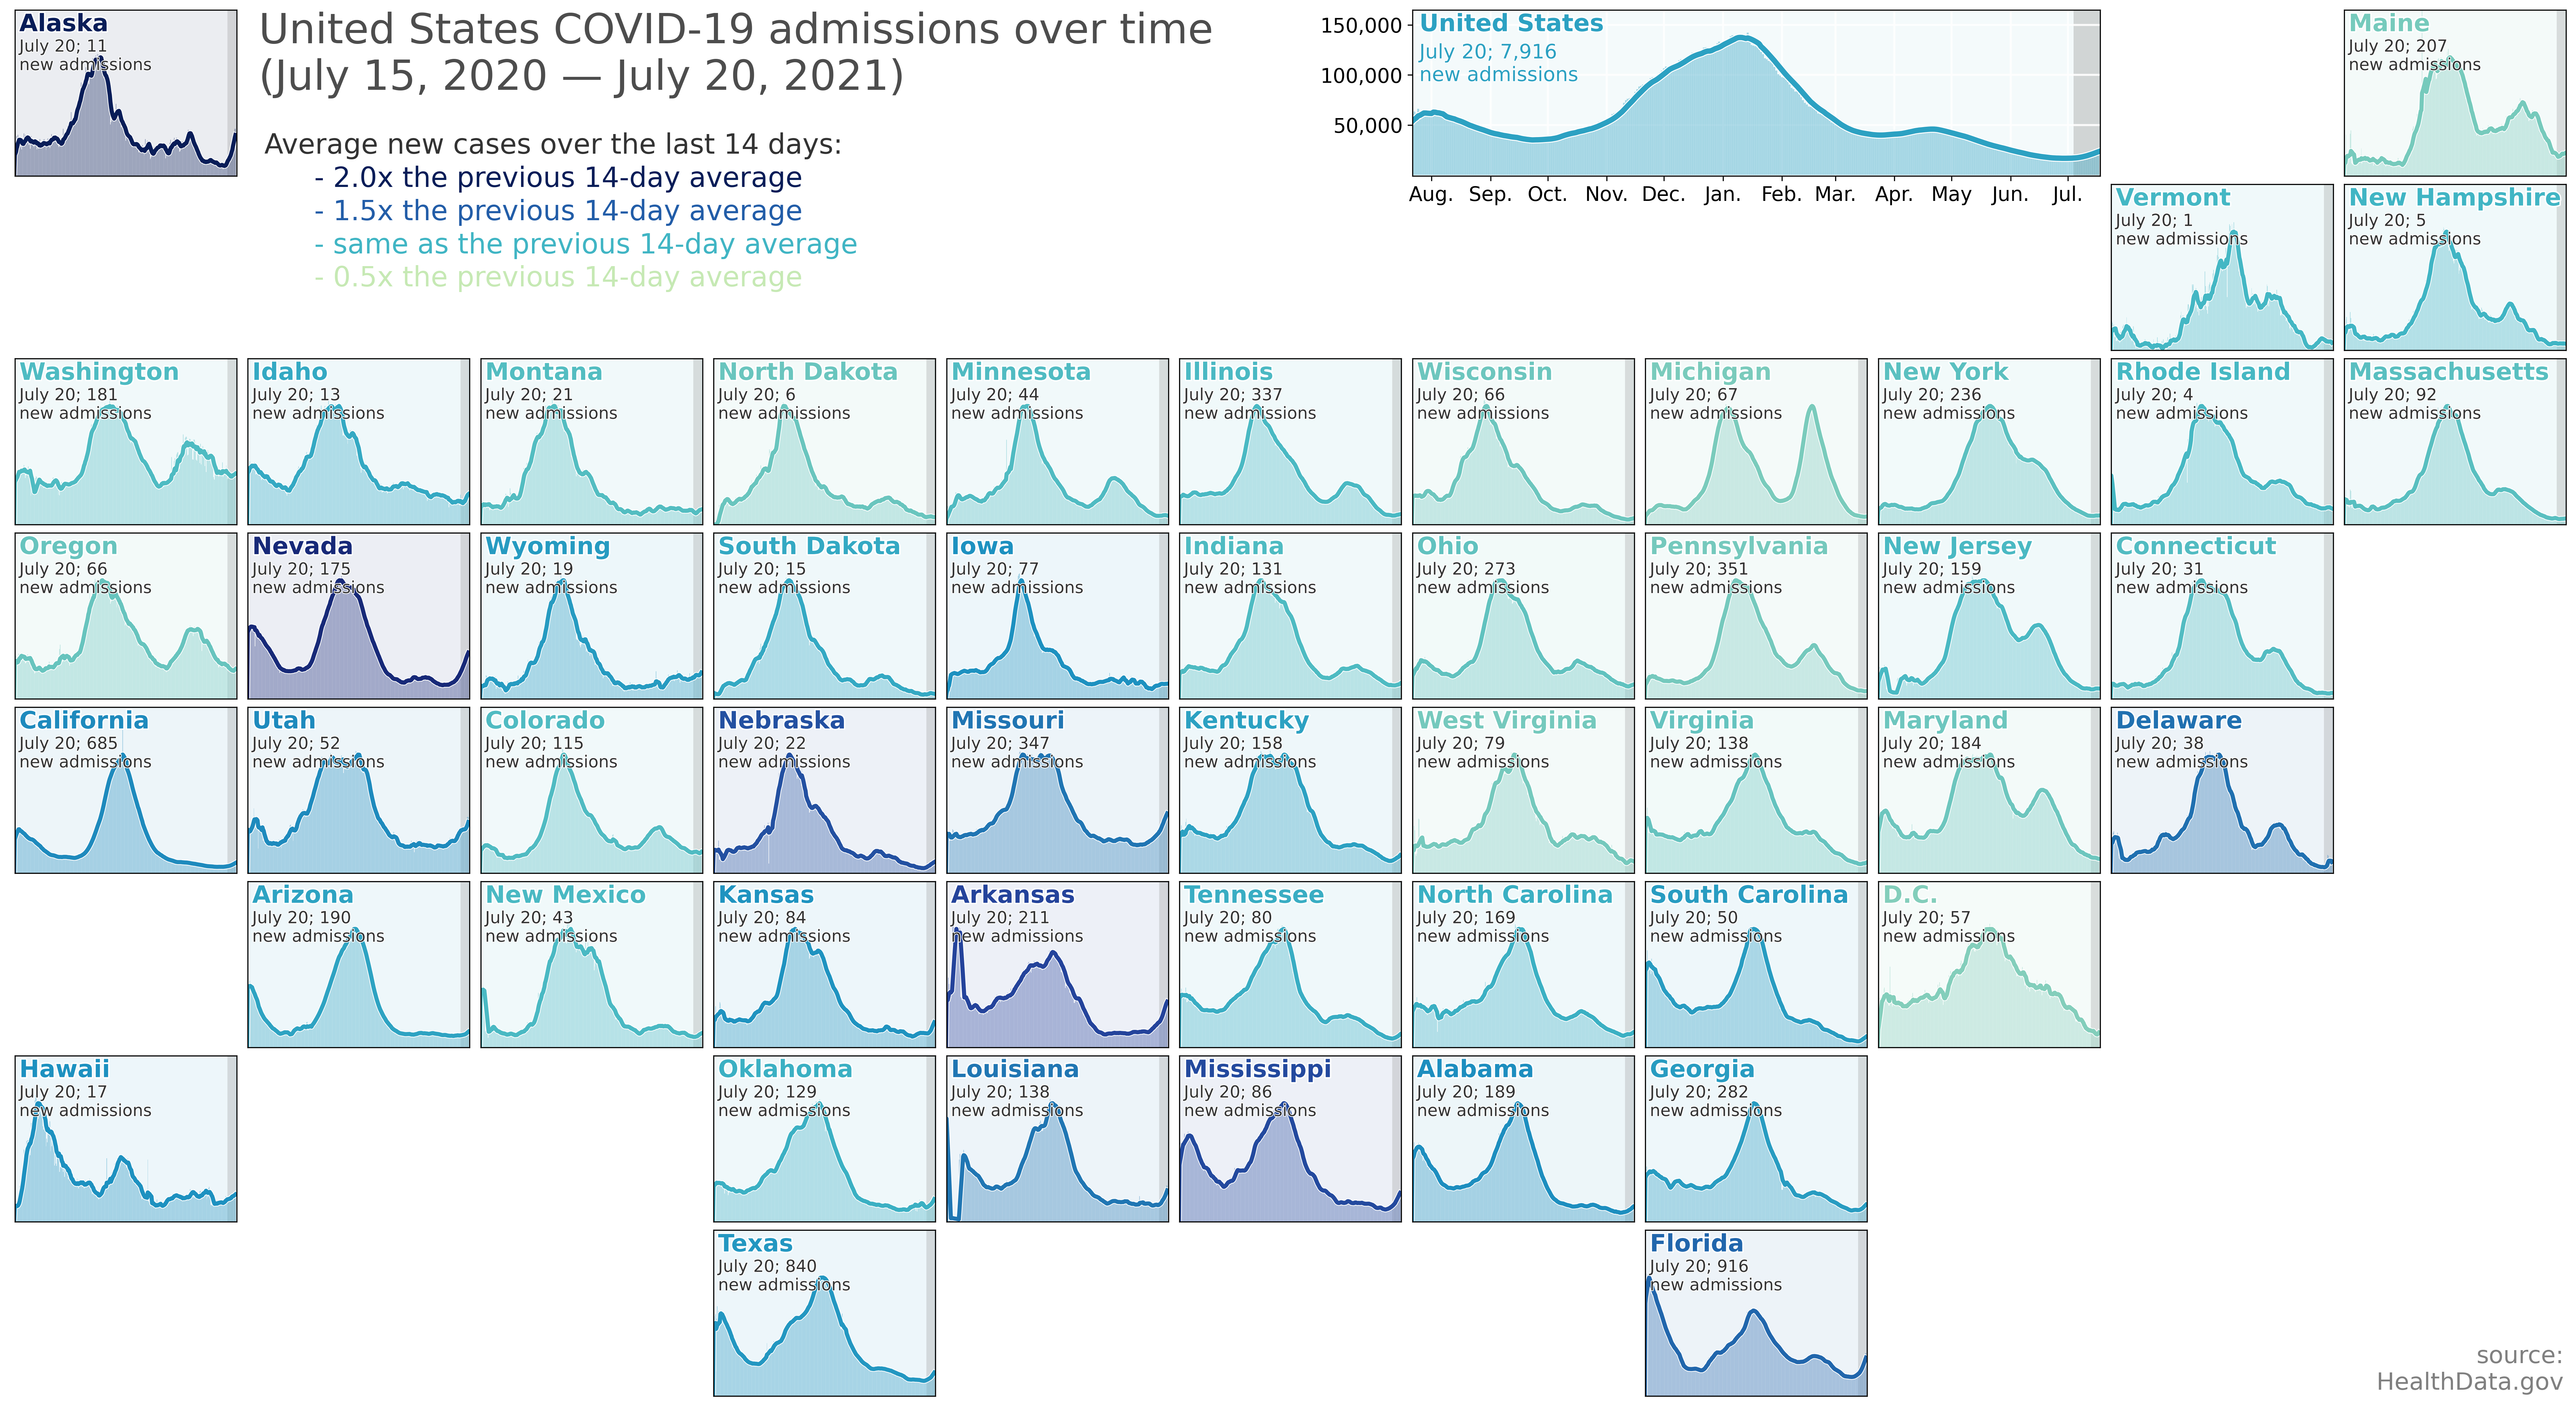 Alaska
July 20; 11
new admissions
United States COVID-19 admissions over time
(July 15, 2020 — July 20, 2021)
Average new cases over the last 14 days:
- 2.0x the previous 14-day average
- 1.5x the previous 14-day average
- same as the previous 14-day average
- 0.5x the previous 14-day average
150,000
100,000
50,000
United States
July 20; 7,916
new admissions
Aug. Sep. Oct. Nov. Dec. Jan. Feb. Mar. Apr. May Jun. Jul.
Maine
July 20; 207
new admissions
Vermont
July 20; 1
new admissions
New Hampshire
July 20; 5
new admissions
Washington
July 20; 181
new admissions
Idaho
July 20; 13
new admissions
Montana
July 20; 21
new admissions
North Dakota
July 20; 6
new admissions
Minnesota
July 20; 44
new admissions
Illinois
July 20; 337
new admissions
Wisconsin
July 20; 66
new admissions
Michigan
July 20; 67
new admissions
New York
July 20; 236
new admissions
Rhode Island
July 20; 4
new admissions
Massachusetts
July 20; 92
new admissions
Oregon
July 20; 66
new admissions
Nevada
July 20; 175
new admissions
Wyoming
July 20; 19
new admissions
South Dakota
July 20; 15
new admissions
Iowa
July 20; 77
new admissions
Indiana
July 20; 131
new admissions
Ohio
July 20; 273
new admissions
Pennsylvania
July 20; 351
new admissions
New Jersey
July 20; 159
new admissions
Connecticut
July 20; 31
new admissions
California
July 20; 685
new admissions
Utah
July 20; 52
new admissions
Colorado
July 20; 115
new admissions
Nebraska
July 20; 22
new admissions
Missouri
July 20; 347
new admissions
Kentucky
July 20; 158
new admissions
West Virginia
July 20; 79
new admissions
Virginia
July 20; 138
new admissions
Maryland
July 20; 184
new admissions
Delaware
July 20; 38
new admissions
Arizona
July 20; 190
new admissions
New Mexico
July 20; 43
new admissions
Kansas
July 20; 84
new admissions
Arkansas
July 20; 211
new admissions
Tennessee
July 20; 80
new admissions
North Carolina
July 20; 169
new admissions
South Carolina
July 20; 50
new admissions
D.C.
July 20; 57
new admissions
Hawaii
July 20; 17
new admissions
Oklahoma
July 20; 129
new admissions
Louisiana
July 20; 138
new admissions
Mississippi
July 20; 86
new admissions
Alabama
July 20; 189
new admissions
Georgia
July 20; 282
new admissions
Texas
July 20; 840
new admissions
Florida
July 20; 916
new admissions
source:
HealthData.gov